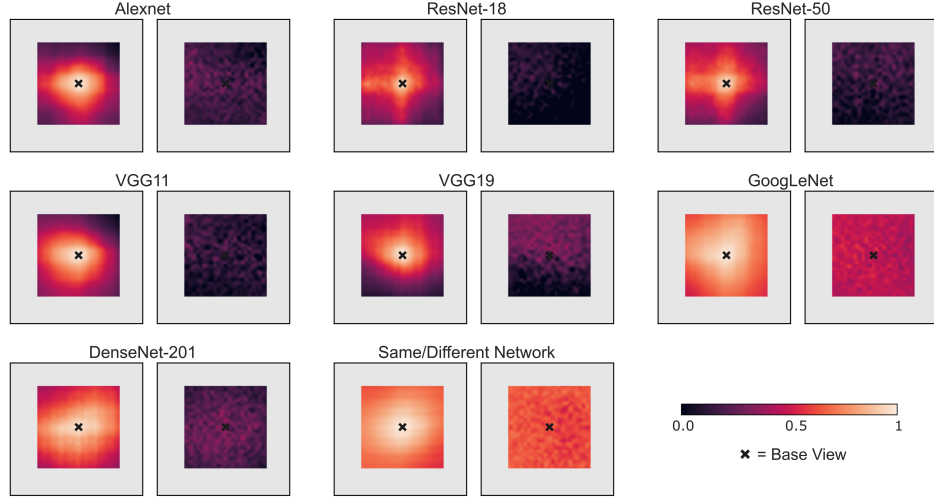 Alexnet
ResNet-18
ResNet-50
VGG11
VGG19
GoogLeNet
DenseNet-201
Same/Different Network
0.0 0.5 1
✖ = Base View